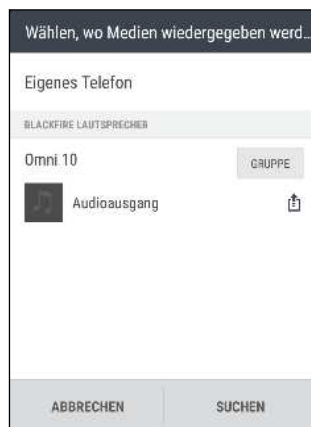 Wählen, wo Medien wiedergegeben werd…
Eigenes Telefon
BLACKFIRE LAUTSPRECHER
Omni 10
GRUPPE
Audioausgang
ABBRECHEN
SUCHEN